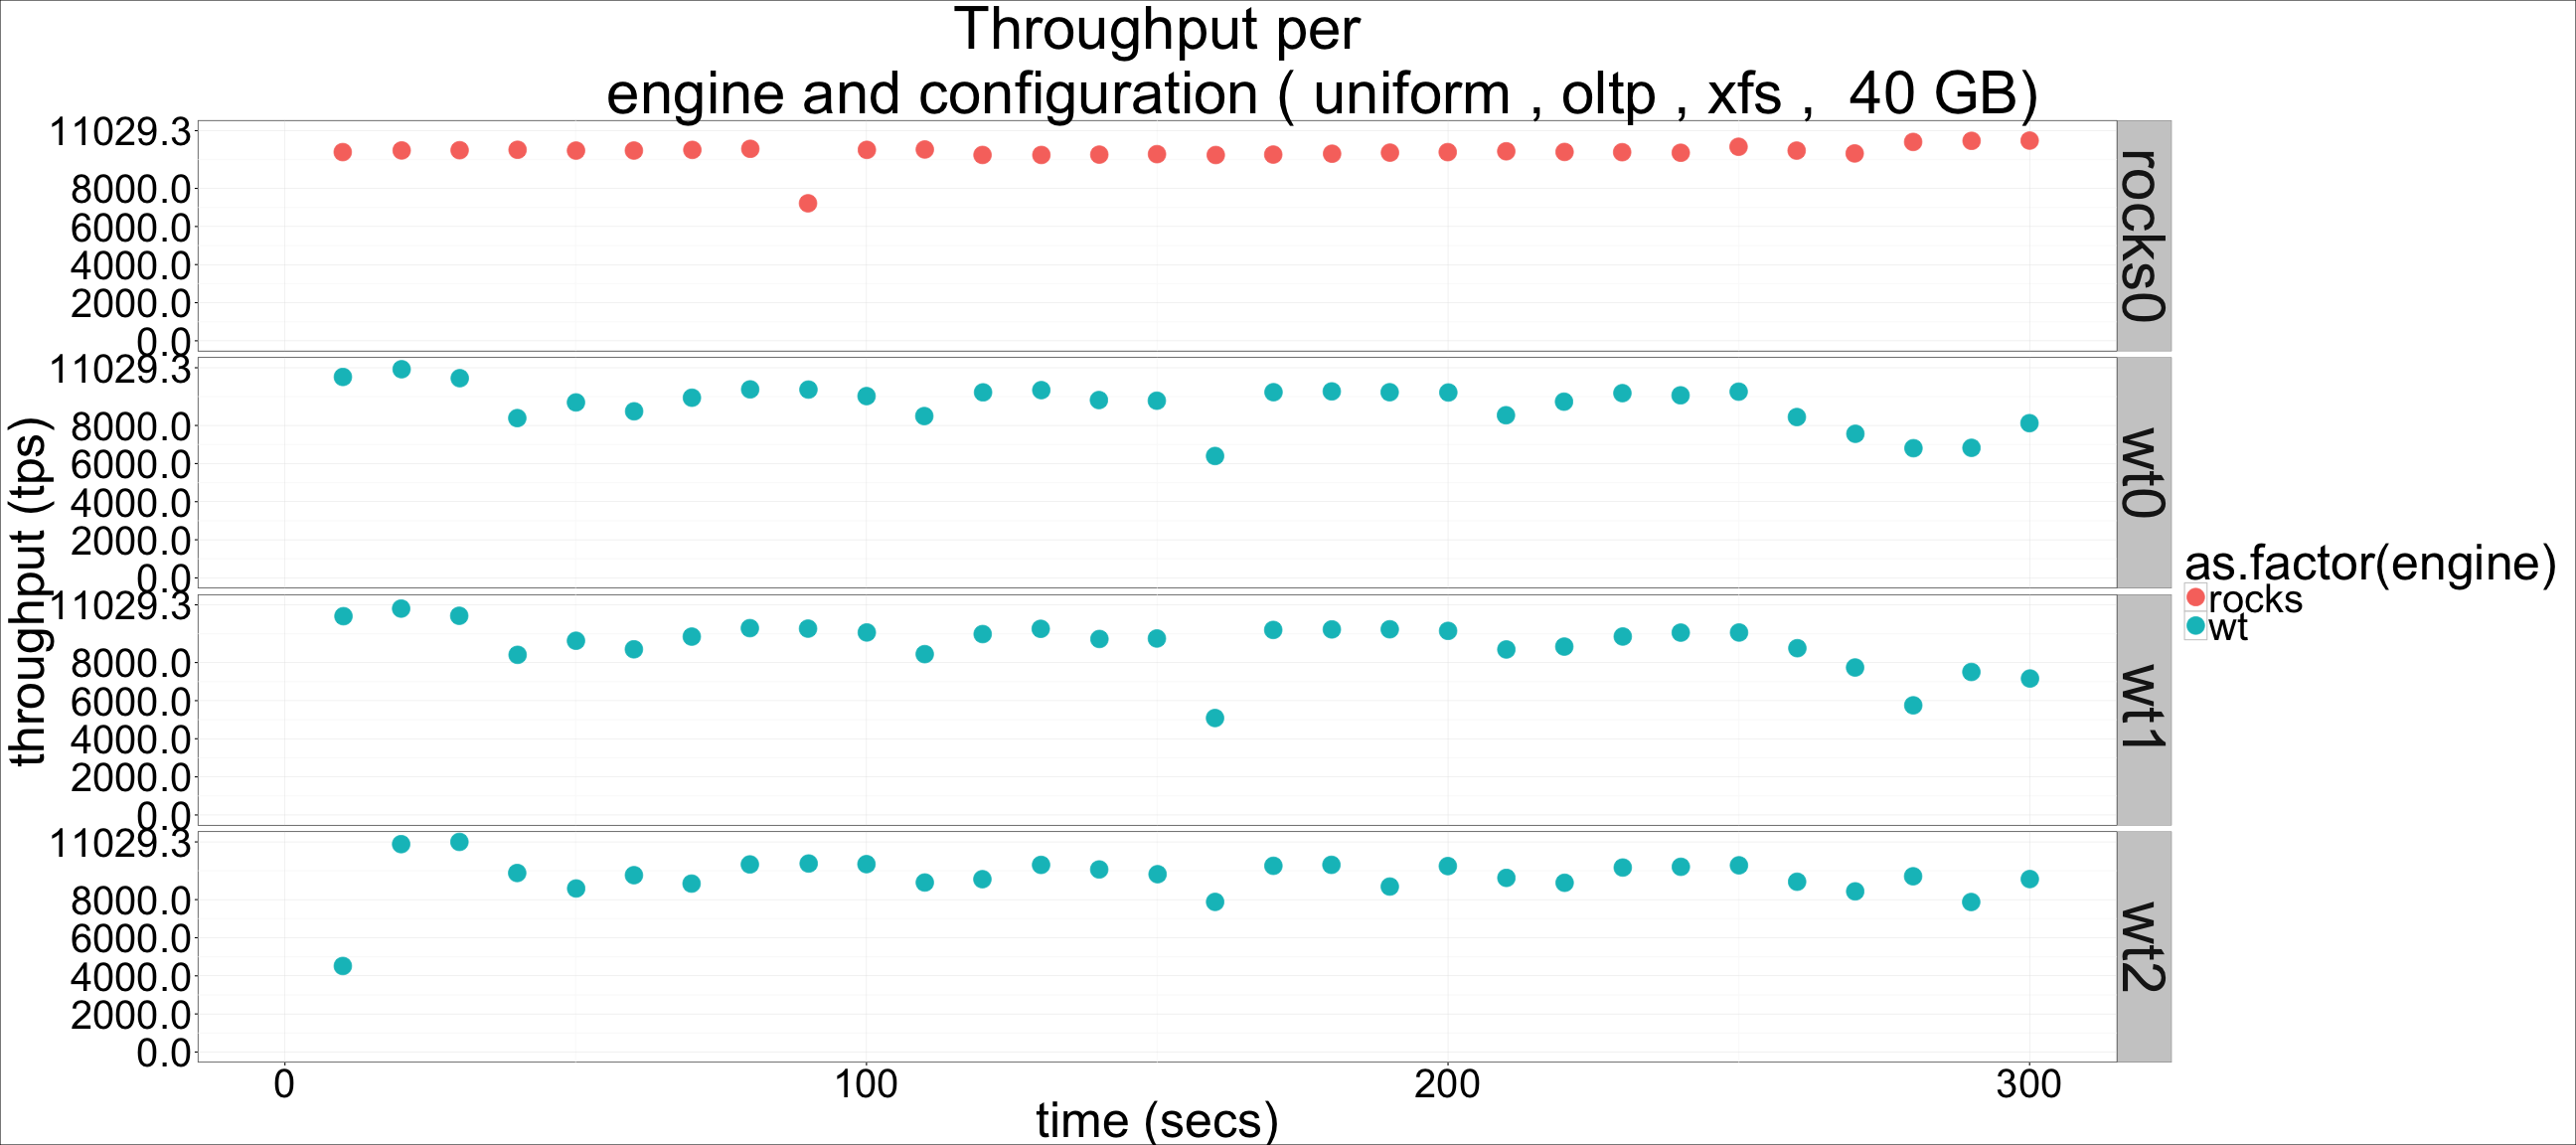 Throughput per
engine and configuration ( uniform , oltp , xfs ,  40 GB)
throughput (tps)
11029.3
8000.0
6000.0
4000.0
2000.0
0.0
rocks0
11029.3
8000.0
6000.0
4000.0
2000.0
0.0
wt0
11029.3
8000.0
6000.0
4000.0
2000.0
0.0
wt1
11029.3
8000.0
6000.0
4000.0
2000.0
0.0
wt2
0 100 200 300
time (secs)
as.factor(engine)
rocks
wt